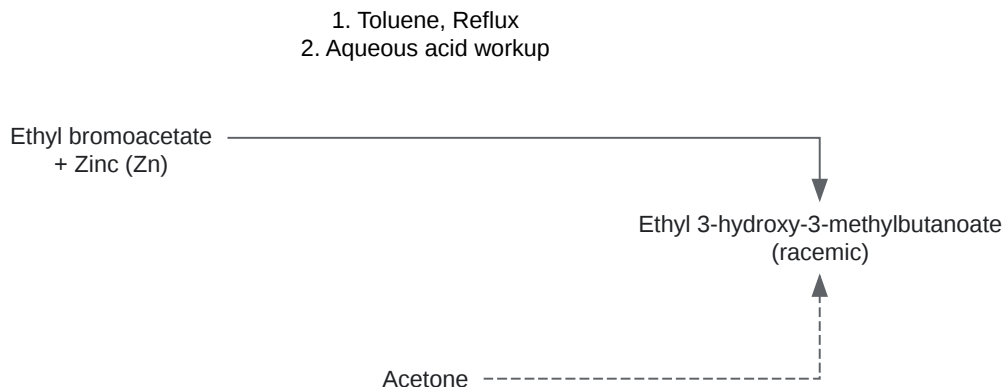 1. Toluene, Reflux
2. Aqueous acid workup
Ethyl bromoacetate
+ Zinc (Zn)
Ethyl 3-hydroxy-3-methylbutanoate
(racemic)
Acetone